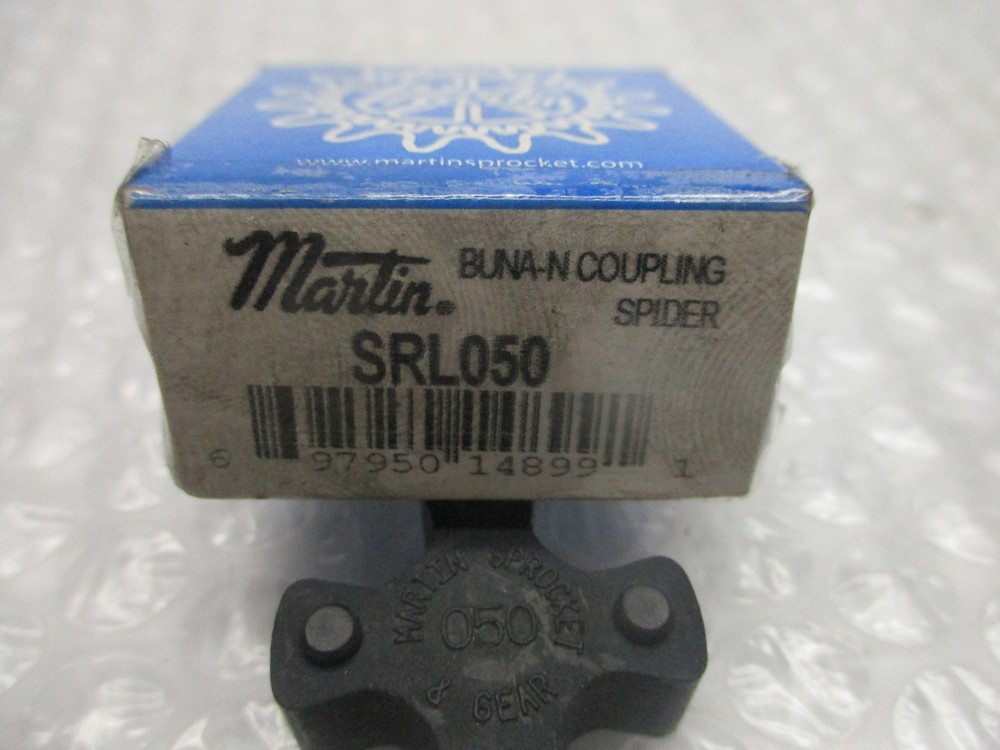 www.martinsprocket.com
Martin® BUNA-N COUPLING
SPIDER
SRL050
6 97950 14899 1
MARTIN SPROCKET
050
& GEAR